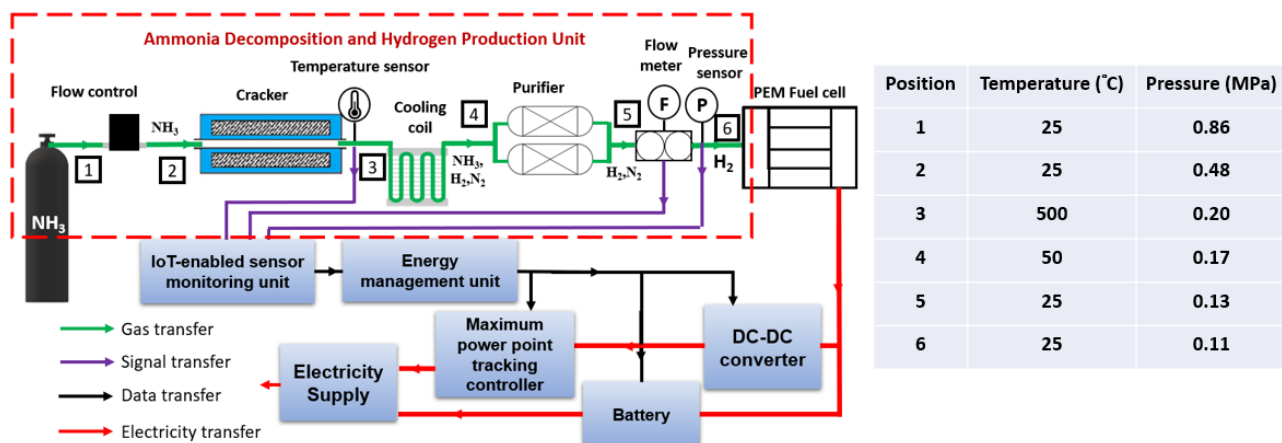 Ammonia Decomposition and Hydrogen Production Unit
Flow control
Cracker
Temperature sensor
Cooling
coil
Purifier
Flow
meter
Pressure
sensor
PEM Fuel cell
NH₃
1
NH₃
2
3
4
NH₃,
H₂,N₂
5
H₂,N₂
F
P
6
H₂
IoT-enabled sensor
monitoring unit
Energy
management unit
Maximum
power point
tracking
controller
DC-DC
converter
Electricity
Supply
Battery
Gas transfer
Signal transfer
Data transfer
Electricity transfer
Position Temperature (°C) Pressure (MPa)
1 25 0.86
2 25 0.48
3 500 0.20
4 50 0.17
5 25 0.13
6 25 0.11